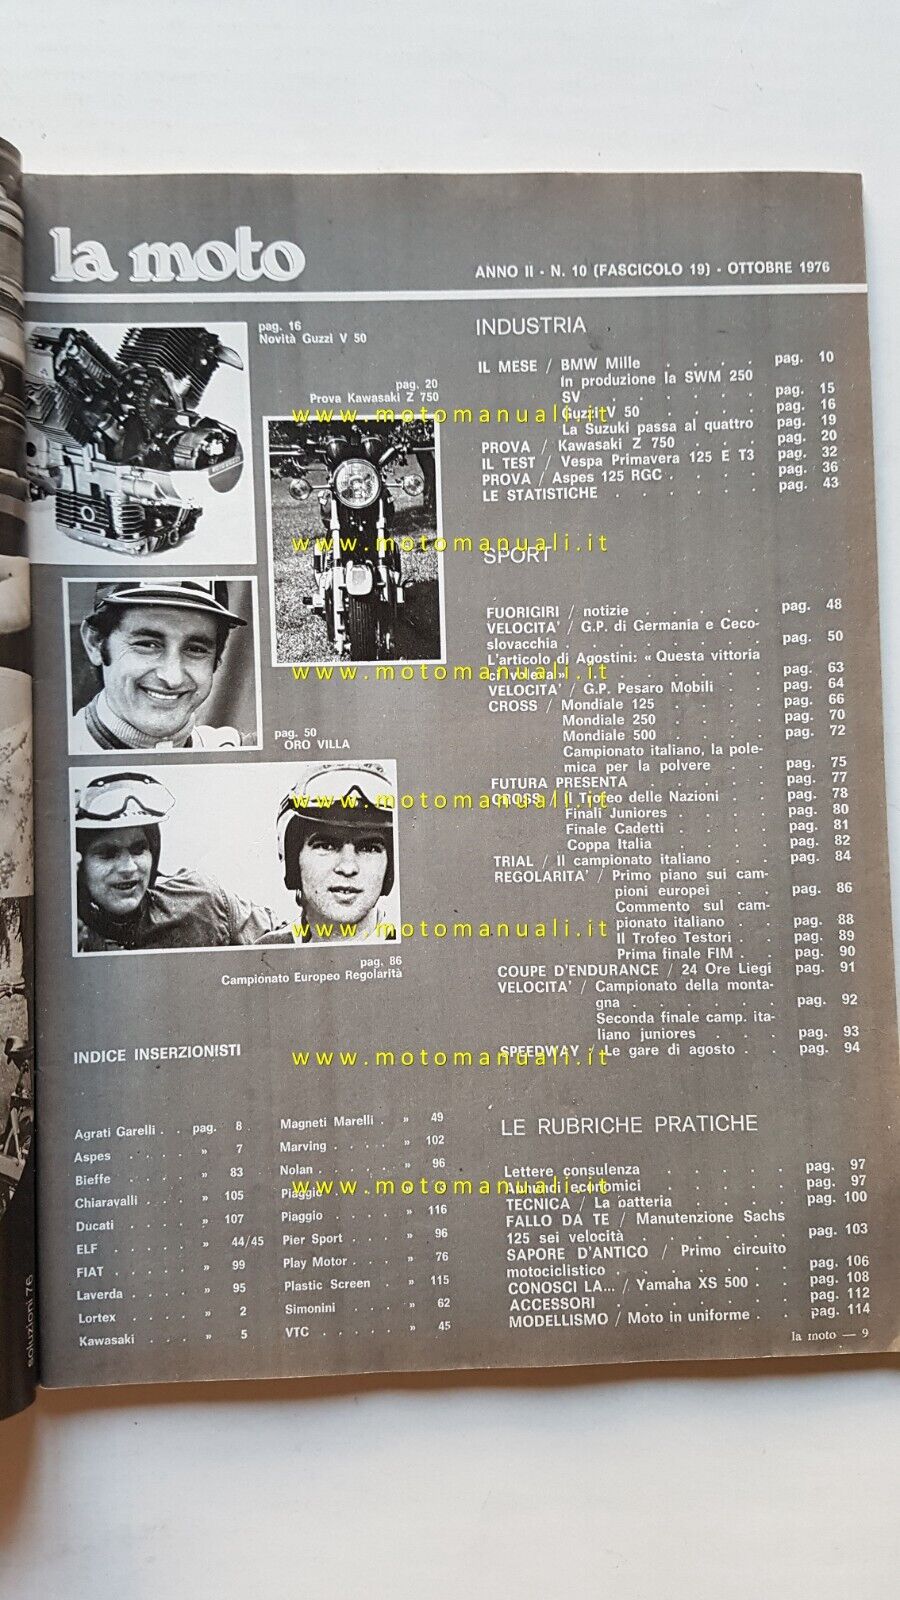 la moto
ANNO II - N. 10 (FASCICOLO 19) - OTTOBRE 1976
pag. 16
Novità Guzzi V 50
pag. 20
Prova Kawasaki Z 750
pag. 50
ORO VILLA
pag. 86
Campionato Europeo Regolarità
INDUSTRIA
IL MESE / BMW Mille . . . . pag. 10
In produzione la SWM 250
SV . . . . . . pag. 15
Guzzi V 50 . . . . pag. 16
La Suzuki passa al quattro pag. 19
PROVA / Kawasaki Z 750 . . . pag. 20
IL TEST / Vespa Primavera 125 E T3 pag. 32
PROVA / Aspes 125 RGC . . . . pag. 36
LE STATISTICHE . . . . . . pag. 43
SPORT
FUORIGIRI / notizie . . . . . pag. 48
VELOCITA' / G.P. di Germania e Ceco-
slovacchia . . . . . . . . pag. 50
L'articolo di Agostini: « Questa vittoria
ci voleva » . . . . . . . pag. 63
VELOCITA' / G.P. Pesaro Mobili . . pag. 64
CROSS / Mondiale 125 . . . . pag. 66
Mondiale 250 . . . . pag. 70
Mondiale 500 . . . . pag. 72
Campionato italiano, la pole-
mica per la polvere . . pag. 75
FUTURA PRESENTA . . . . . pag. 77
CROSS / Il Trofeo delle Nazioni . . pag. 78
Finali Juniores . . . . pag. 80
Finale Cadetti . . . . pag. 81
Coppa Italia . . . . pag. 82
TRIAL / Il campionato italiano . . pag. 84
REGOLARITA' / Primo piano sui cam-
pioni europei . . pag. 86
Commento sul cam-
pionato italiano . . pag. 88
Il Trofeo Testori . . pag. 89
Prima finale FIM . . pag. 90
COUPE D'ENDURANCE / 24 Ore Liegi pag. 91
VELOCITA' / Campionato della monta-
gna . . . . . . pag. 92
Seconda finale camp. ita-
liano juniores . . . . pag. 93
SPEEDWAY / Le gare di agosto . . pag. 94
INDICE INSERZIONISTI
Agrati Garelli . . pag. 8
Aspes . . . . » 7
Bieffe . . . . » 83
Chiaravalli . . . » 105
Ducati . . . . » 107
ELF . . . . . » 44/45
FIAT . . . . . » 99
Laverda . . . . » 95
Lortex . . . . » 2
Kawasaki . . . » 5
Magneti Marelli . » 49
Marving . . . . » 102
Nolan . . . . » 96
Piaggio
Piaggio . . . . » 116
Pier Sport . . . » 96
Play Motor . . . » 76
Plastic Screen . » 115
Simonini . . . » 62
VTC . . . . . » 45
LE RUBRICHE PRATICHE
Lettere consulenza . . . . . pag. 97
Annunci economici . . . . . pag. 97
TECNICA / La batteria . . . . pag. 100
FALLO DA TE / Manutenzione Sachs
125 sei velocità . . . . . pag. 103
SAPORE D'ANTICO / Primo circuito
motociclistico . . . . . . pag. 106
CONOSCI LA... / Yamaha XS 500 . . pag. 108
ACCESSORI . . . . . . pag. 112
MODELLISMO / Moto in uniforme . . pag. 114
la moto — 9
soluzioni 76
www.motomanuali.it
www.motomanuali.it
www.motomanuali.it
www.motomanuali.it
www.motomanuali.it
www.motomanuali.it
www.motomanuali.it